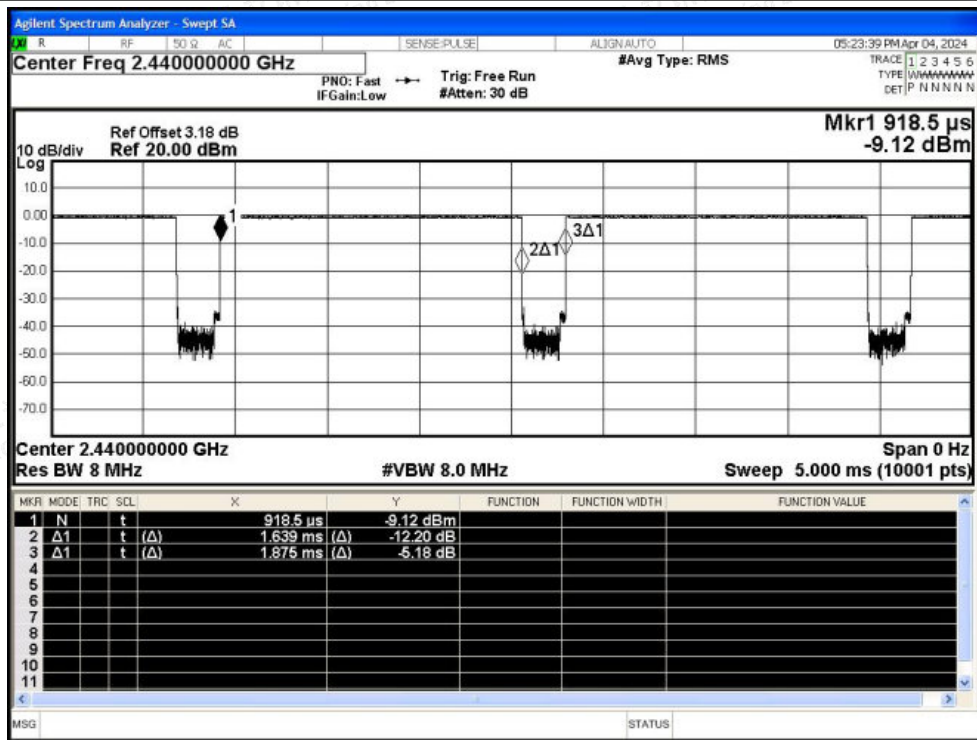 Agilent Spectrum Analyzer - Swept SA
LXI R RF 50 Ω AC SENSE:PULSE ALIGN AUTO 05:23:39 PM Apr 04, 2024
Center Freq 2.440000000 GHz #Avg Type: RMS TRACE 1 2 3 4 5 6
PNO: Fast Trig: Free Run TYPE
IFGain:Low #Atten: 30 dB DET P N N N N N
Mkr1 918.5 µs
Ref Offset 3.18 dB
10 dB/div Ref 20.00 dBm -9.12 dBm
Log
10.0
0.00
1
-10.0
2Δ1 3Δ1
-20.0
-30.0
-40.0
-50.0
-60.0
-70.0
Center 2.440000000 GHz Span 0 Hz
Res BW 8 MHz #VBW 8.0 MHz Sweep 5.000 ms (10001 pts)
MKR MODE TRC SCL X Y FUNCTION FUNCTION WIDTH FUNCTION VALUE
1 N t 918.5 µs -9.12 dBm
2 Δ1 t (Δ) 1.639 ms (Δ) -12.20 dB
3 Δ1 t (Δ) 1.875 ms (Δ) -5.18 dB
4
5
6
7
8
9
10
11
MSG STATUS